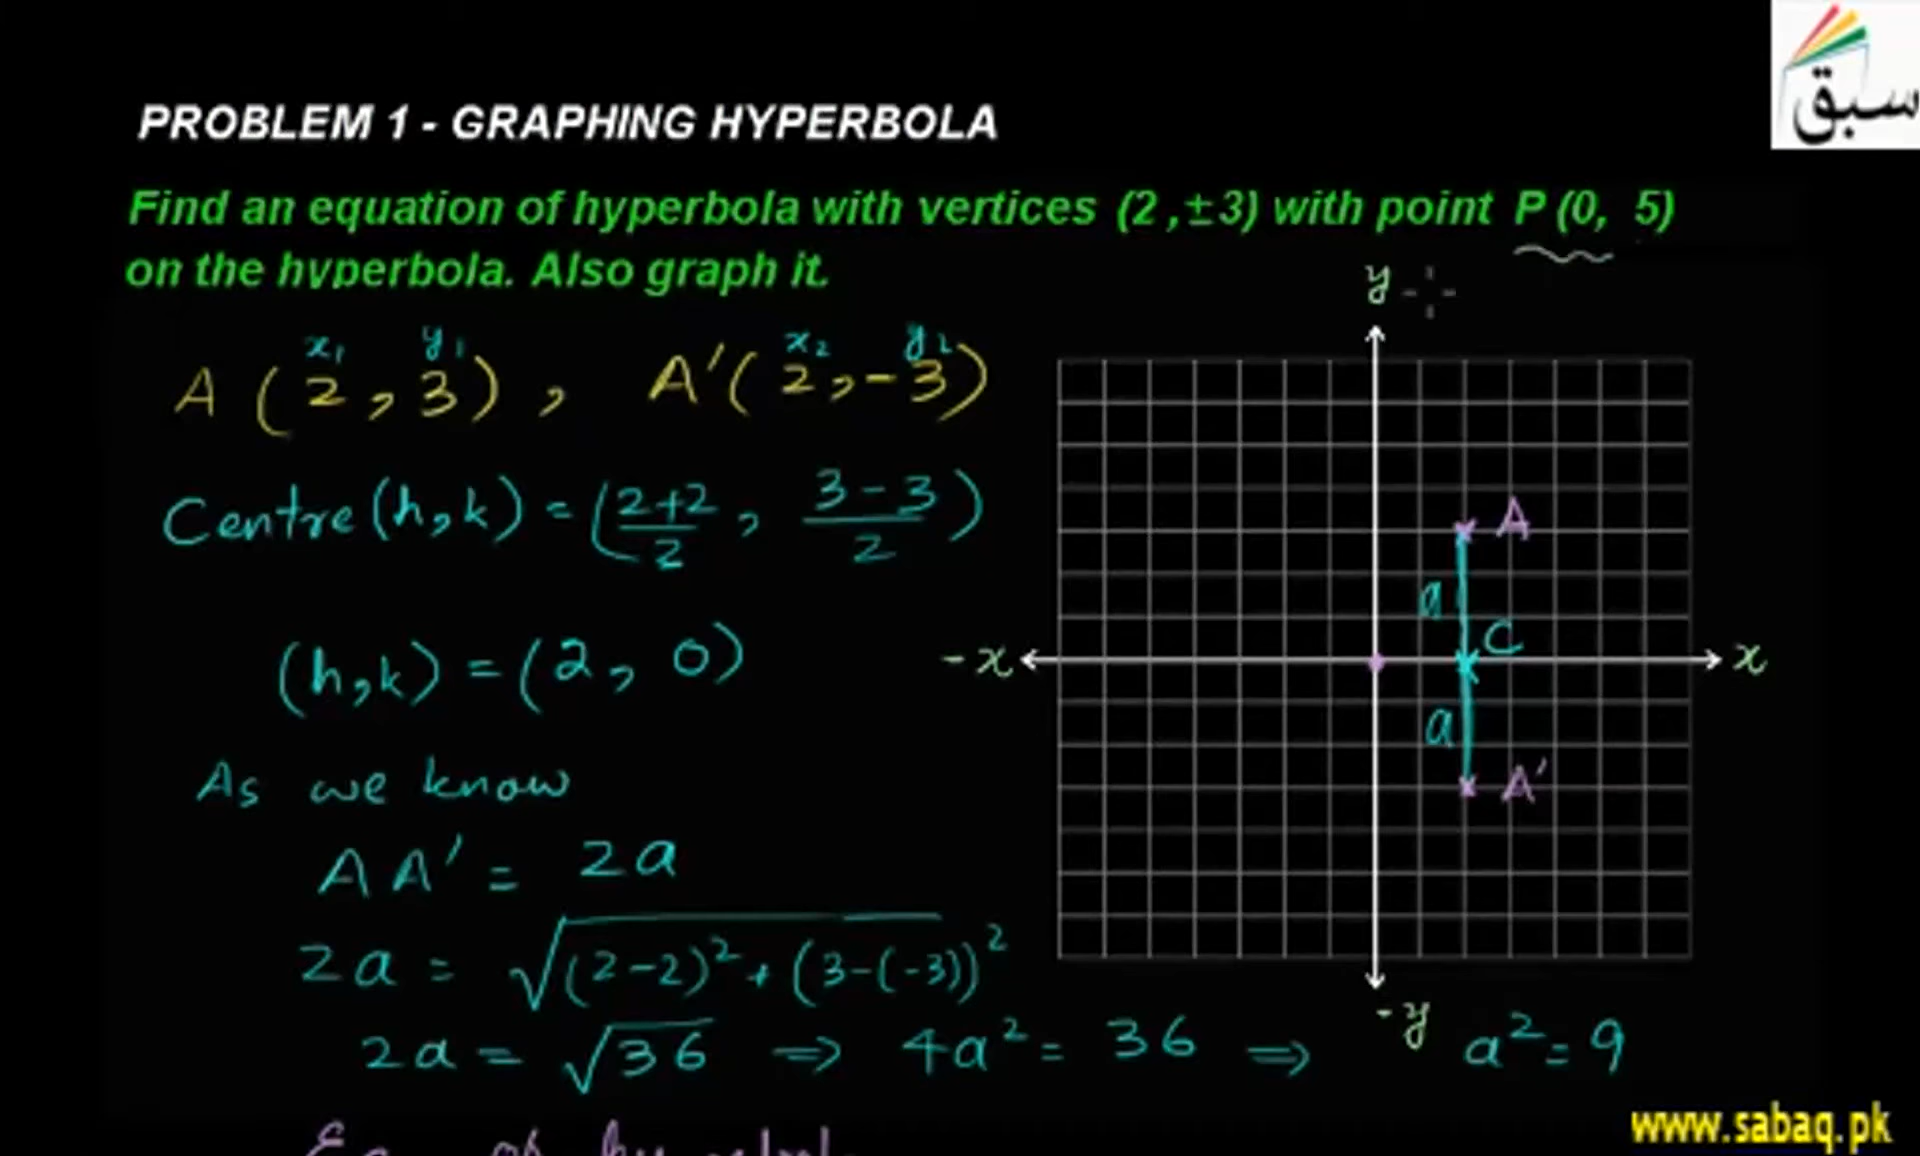 سبق
PROBLEM 1 - GRAPHING HYPERBOLA
Find an equation of hyperbola with vertices (2 ,±3) with point P (0, 5)
on the hyperbola. Also graph it.
x₁ y₁ x₂ y₂
A ( 2 , 3 ) , A'( 2 , -3 )
Centre (h,k) = ( (2+2)/2 , (3-3)/2 )
(h,k) = (2, 0)
As we know
AA' = 2a
2a = √((2-2)² + (3-(-3))²)
2a = √36 ⇒ 4a² = 36 ⇒ a² = 9
y
A
a
C
-x x
a
A'
-y
www.sabaq.pk